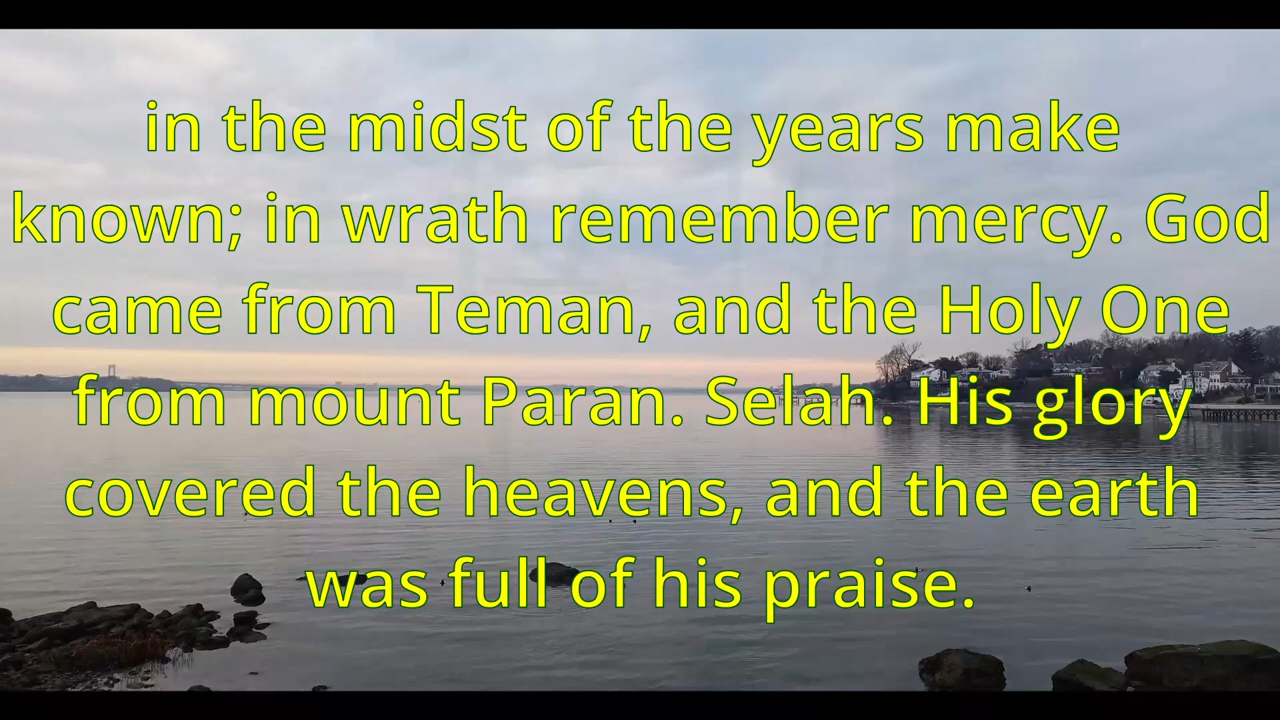 in the midst of the years make
known; in wrath remember mercy. God
came from Teman, and the Holy One
from mount Paran. Selah. His glory
covered the heavens, and the earth
was full of his praise.